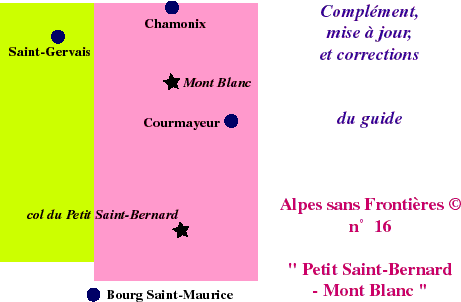 Chamonix
Saint-Gervais
Mont Blanc
Courmayeur
col du Petit Saint-Bernard
Bourg Saint-Maurice
Complément,
mise à jour,
et corrections
du guide
Alpes sans Frontières ©
n° 16
" Petit Saint-Bernard
- Mont Blanc "